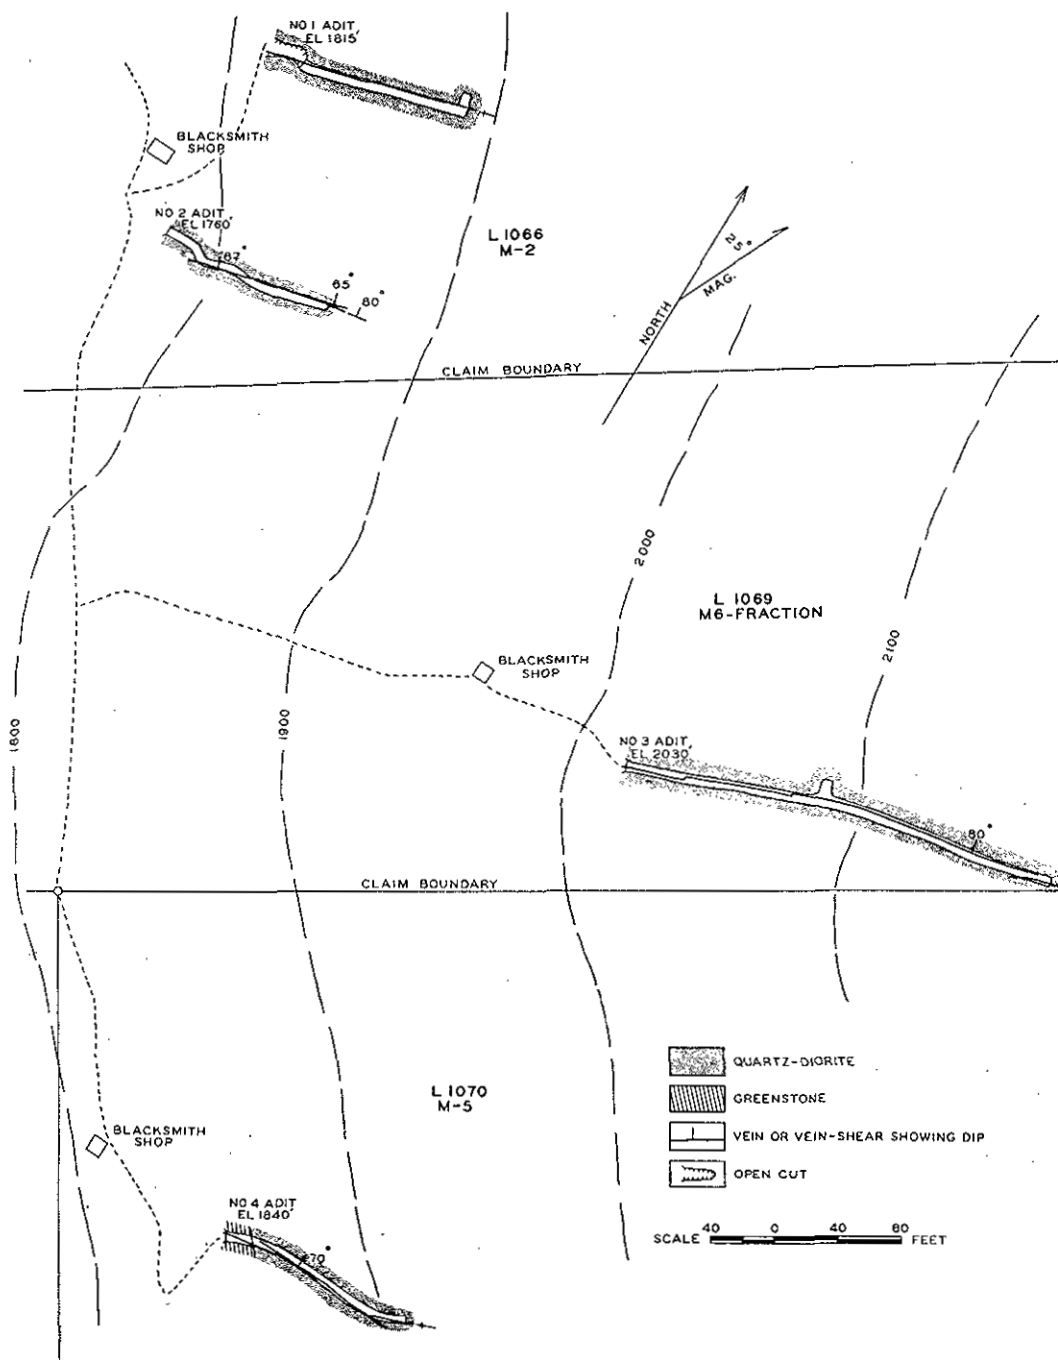 NO 1 ADIT,
EL 1815'
BLACKSMITH
SHOP
NO 2 ADIT,
EL 1760'
67°
65°
80°
L 1066
M-2
25°
NORTH
MAG.
CLAIM BOUNDARY
2000
L 1069
M6-FRACTION
2100
BLACKSMITH
SHOP
1800
1900
NO 3 ADIT,
EL 2030'
80°
CLAIM BOUNDARY
L 1070
M-5
BLACKSMITH
SHOP
NO 4 ADIT
EL 1840'
70°
QUARTZ-DIORITE
GREENSTONE
VEIN OR VEIN-SHEAR SHOWING DIP
OPEN CUT
SCALE 40 0 40 80 FEET